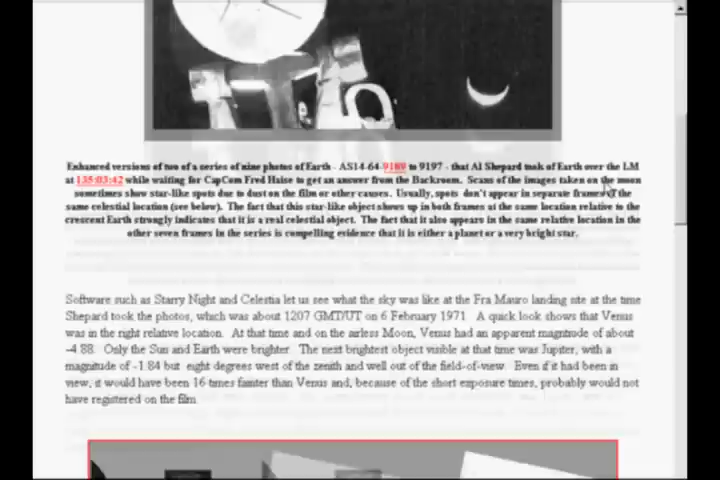 Enhanced versions of two of a series of nine photos of Earth - AS14-64-9189 to 9197 - that Al Shepard took of Earth over the LM
at 135:03:42 while waiting for CapCom Fred Haise to get an answer from the Backroom. Scans of the images taken on the moon
sometimes show star-like spots due to dust on the film or other causes. Usually, spots don't appear in separate frames of the
same celestial location (see below). The fact that this star-like object shows up in both frames at the same location relative to the
crescent Earth strongly indicates that it is a real celestial object. The fact that it also appears in the same relative location in the
other seven frames in the series is compelling evidence that it is either a planet or a very bright star.
Software such as Starry Night and Celestia let us see what the sky was like at the Fra Mauro landing site at the time
Shepard took the photos, which was about 1207 GMT/UT on 6 February 1971. A quick look shows that Venus
was in the right relative location. At that time and on the airless Moon, Venus had an apparent magnitude of about
-4.88. Only the Sun and Earth were brighter. The next brightest object visible at that time was Jupiter, with a
magnitude of -1.84 but eight degrees west of the zenith and well out of the field-of-view. Even if it had been in
view, it would have been 16 times fainter than Venus and, because of the short exposure times, probably would not
have registered on the film.